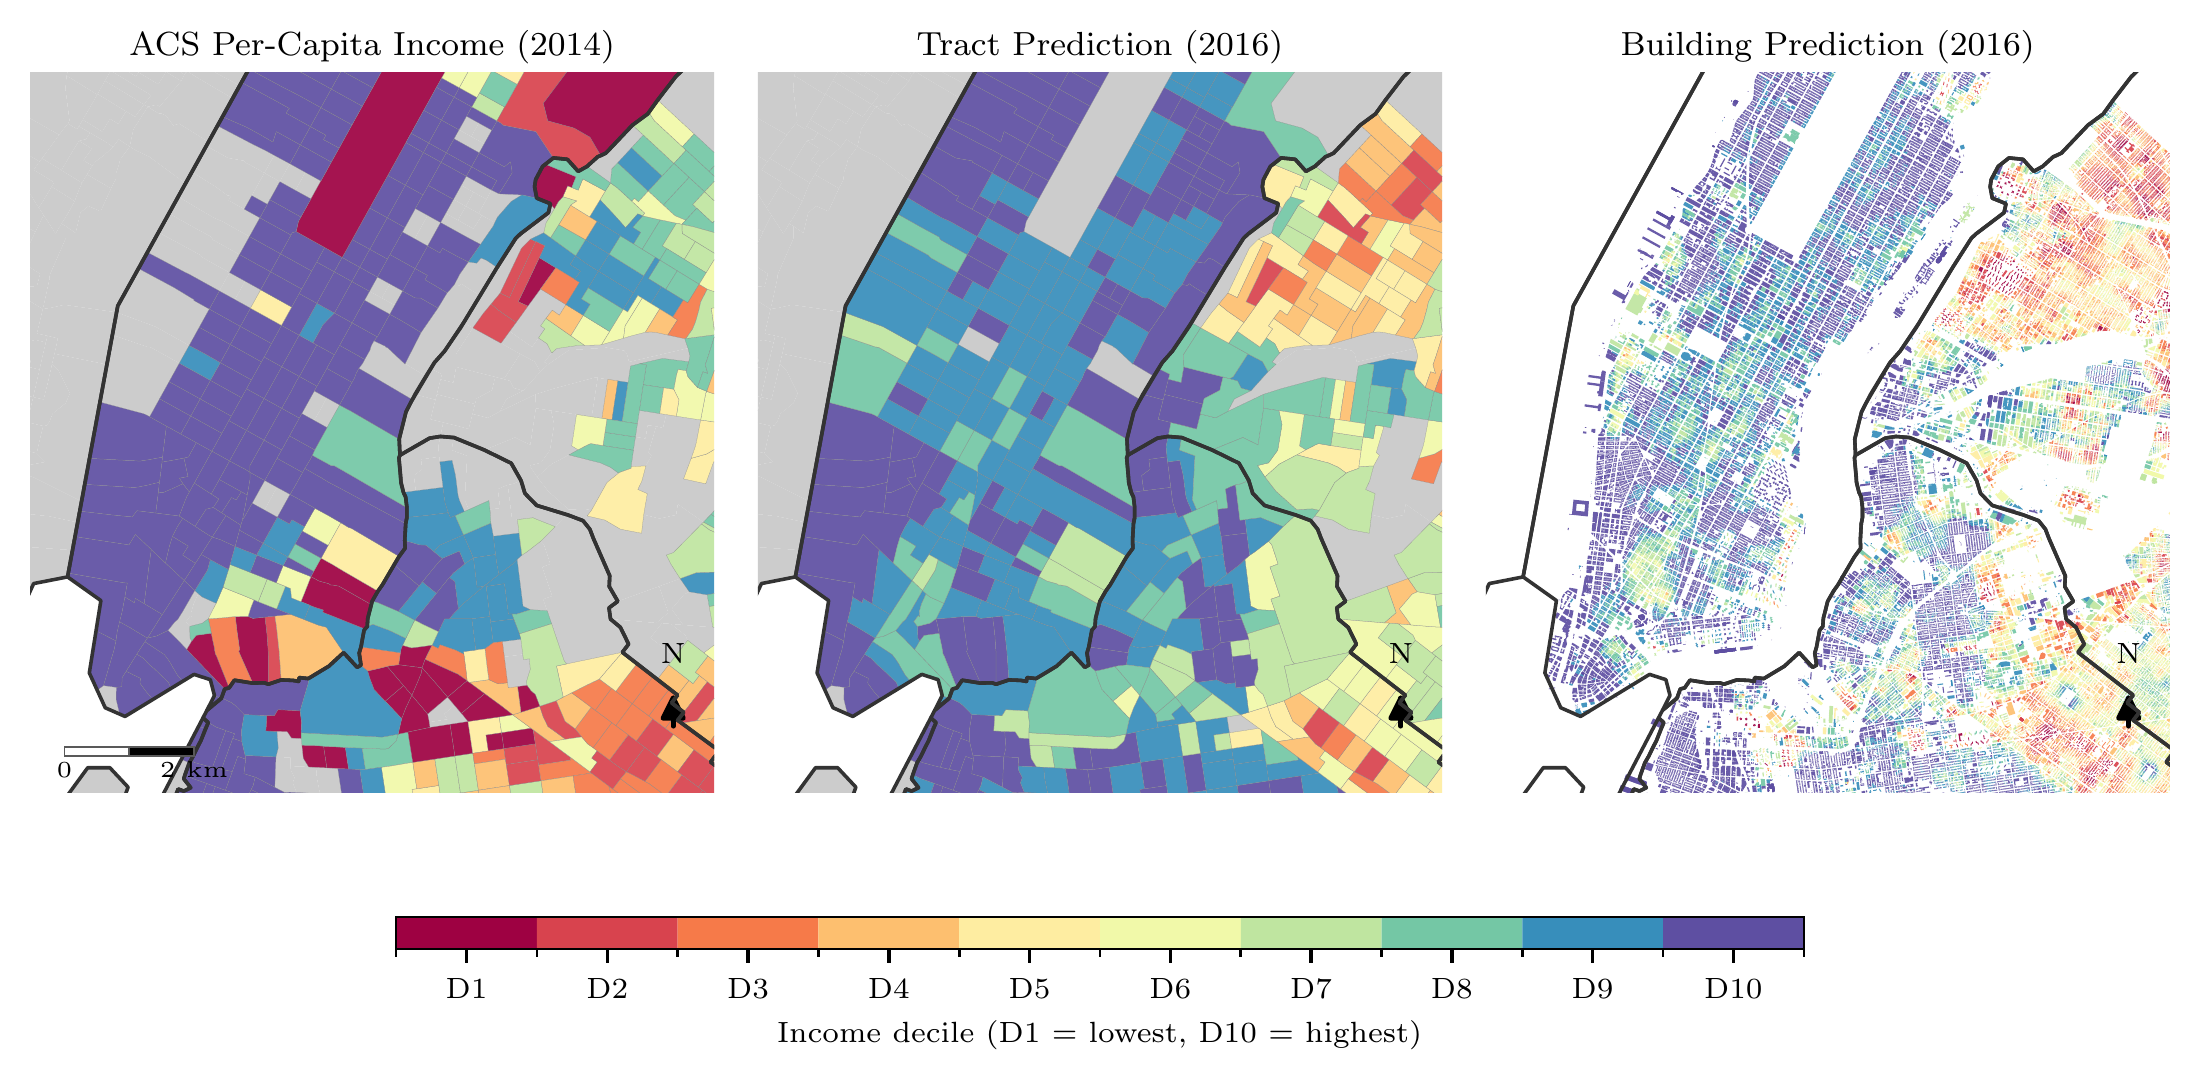 ACS Per-Capita Income (2014)
Tract Prediction (2016)
Building Prediction (2016)
N
N
N
0 2 km
D1 D2 D3 D4 D5 D6 D7 D8 D9 D10
Income decile (D1 = lowest, D10 = highest)